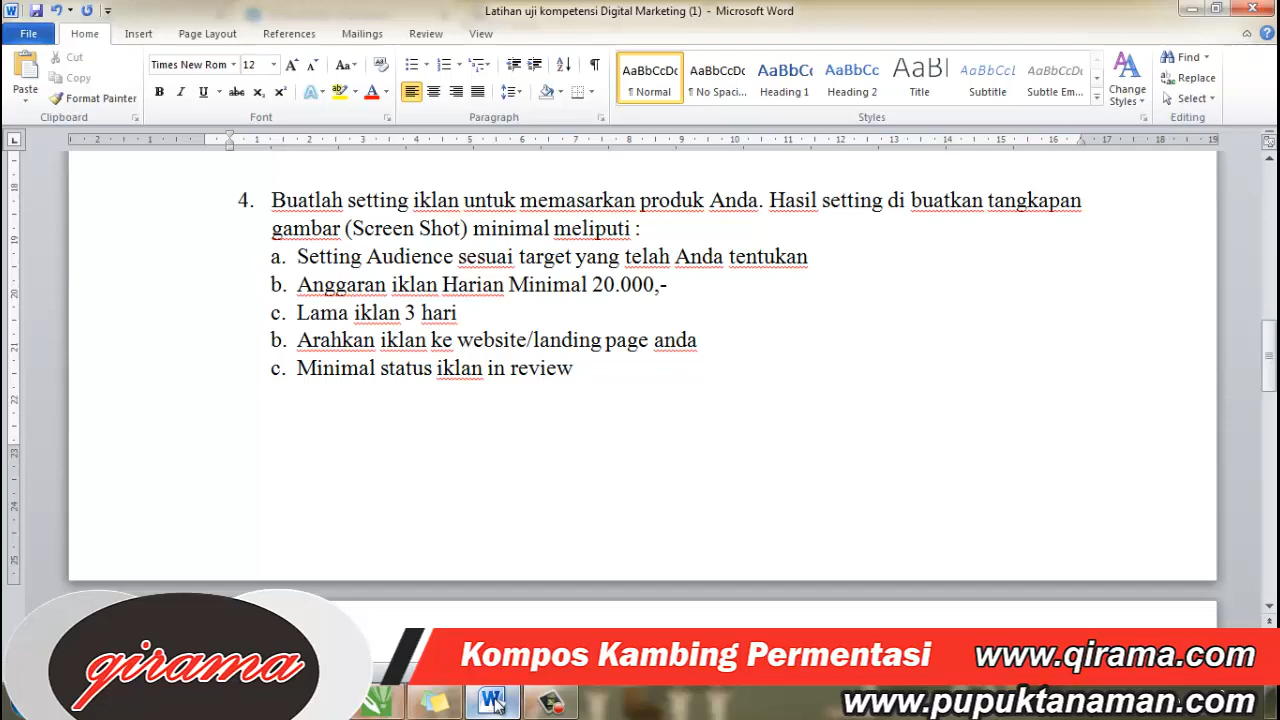 Latihan uji kompetensi Digital Marketing (1) - Microsoft Word
File Home Insert Page Layout References Mailings Review View
Paste
Cut
Copy
Format Painter
Clipboard
Times New Rom 12
Font
Paragraph
AaBbCcDc AaBbCcDc AaBbC AaBbCc AaBl AaBbCcL AaBbCcDc
¶ Normal ¶ No Spaci... Heading 1 Heading 2 Title Subtitle Subtle Em...
Styles
Change Styles
Find
Replace
Select
Editing
4. Buatlah setting iklan untuk memasarkan produk Anda. Hasil setting di buatkan tangkapan
gambar (Screen Shot) minimal meliputi :
a. Setting Audience sesuai target yang telah Anda tentukan
b. Anggaran iklan Harian Minimal 20.000,-
c. Lama iklan 3 hari
b. Arahkan iklan ke website/landing page anda
c. Minimal status iklan in review
qirama
Kompos Kambing Permentasi www.qirama.com
www.pupuktanaman.com